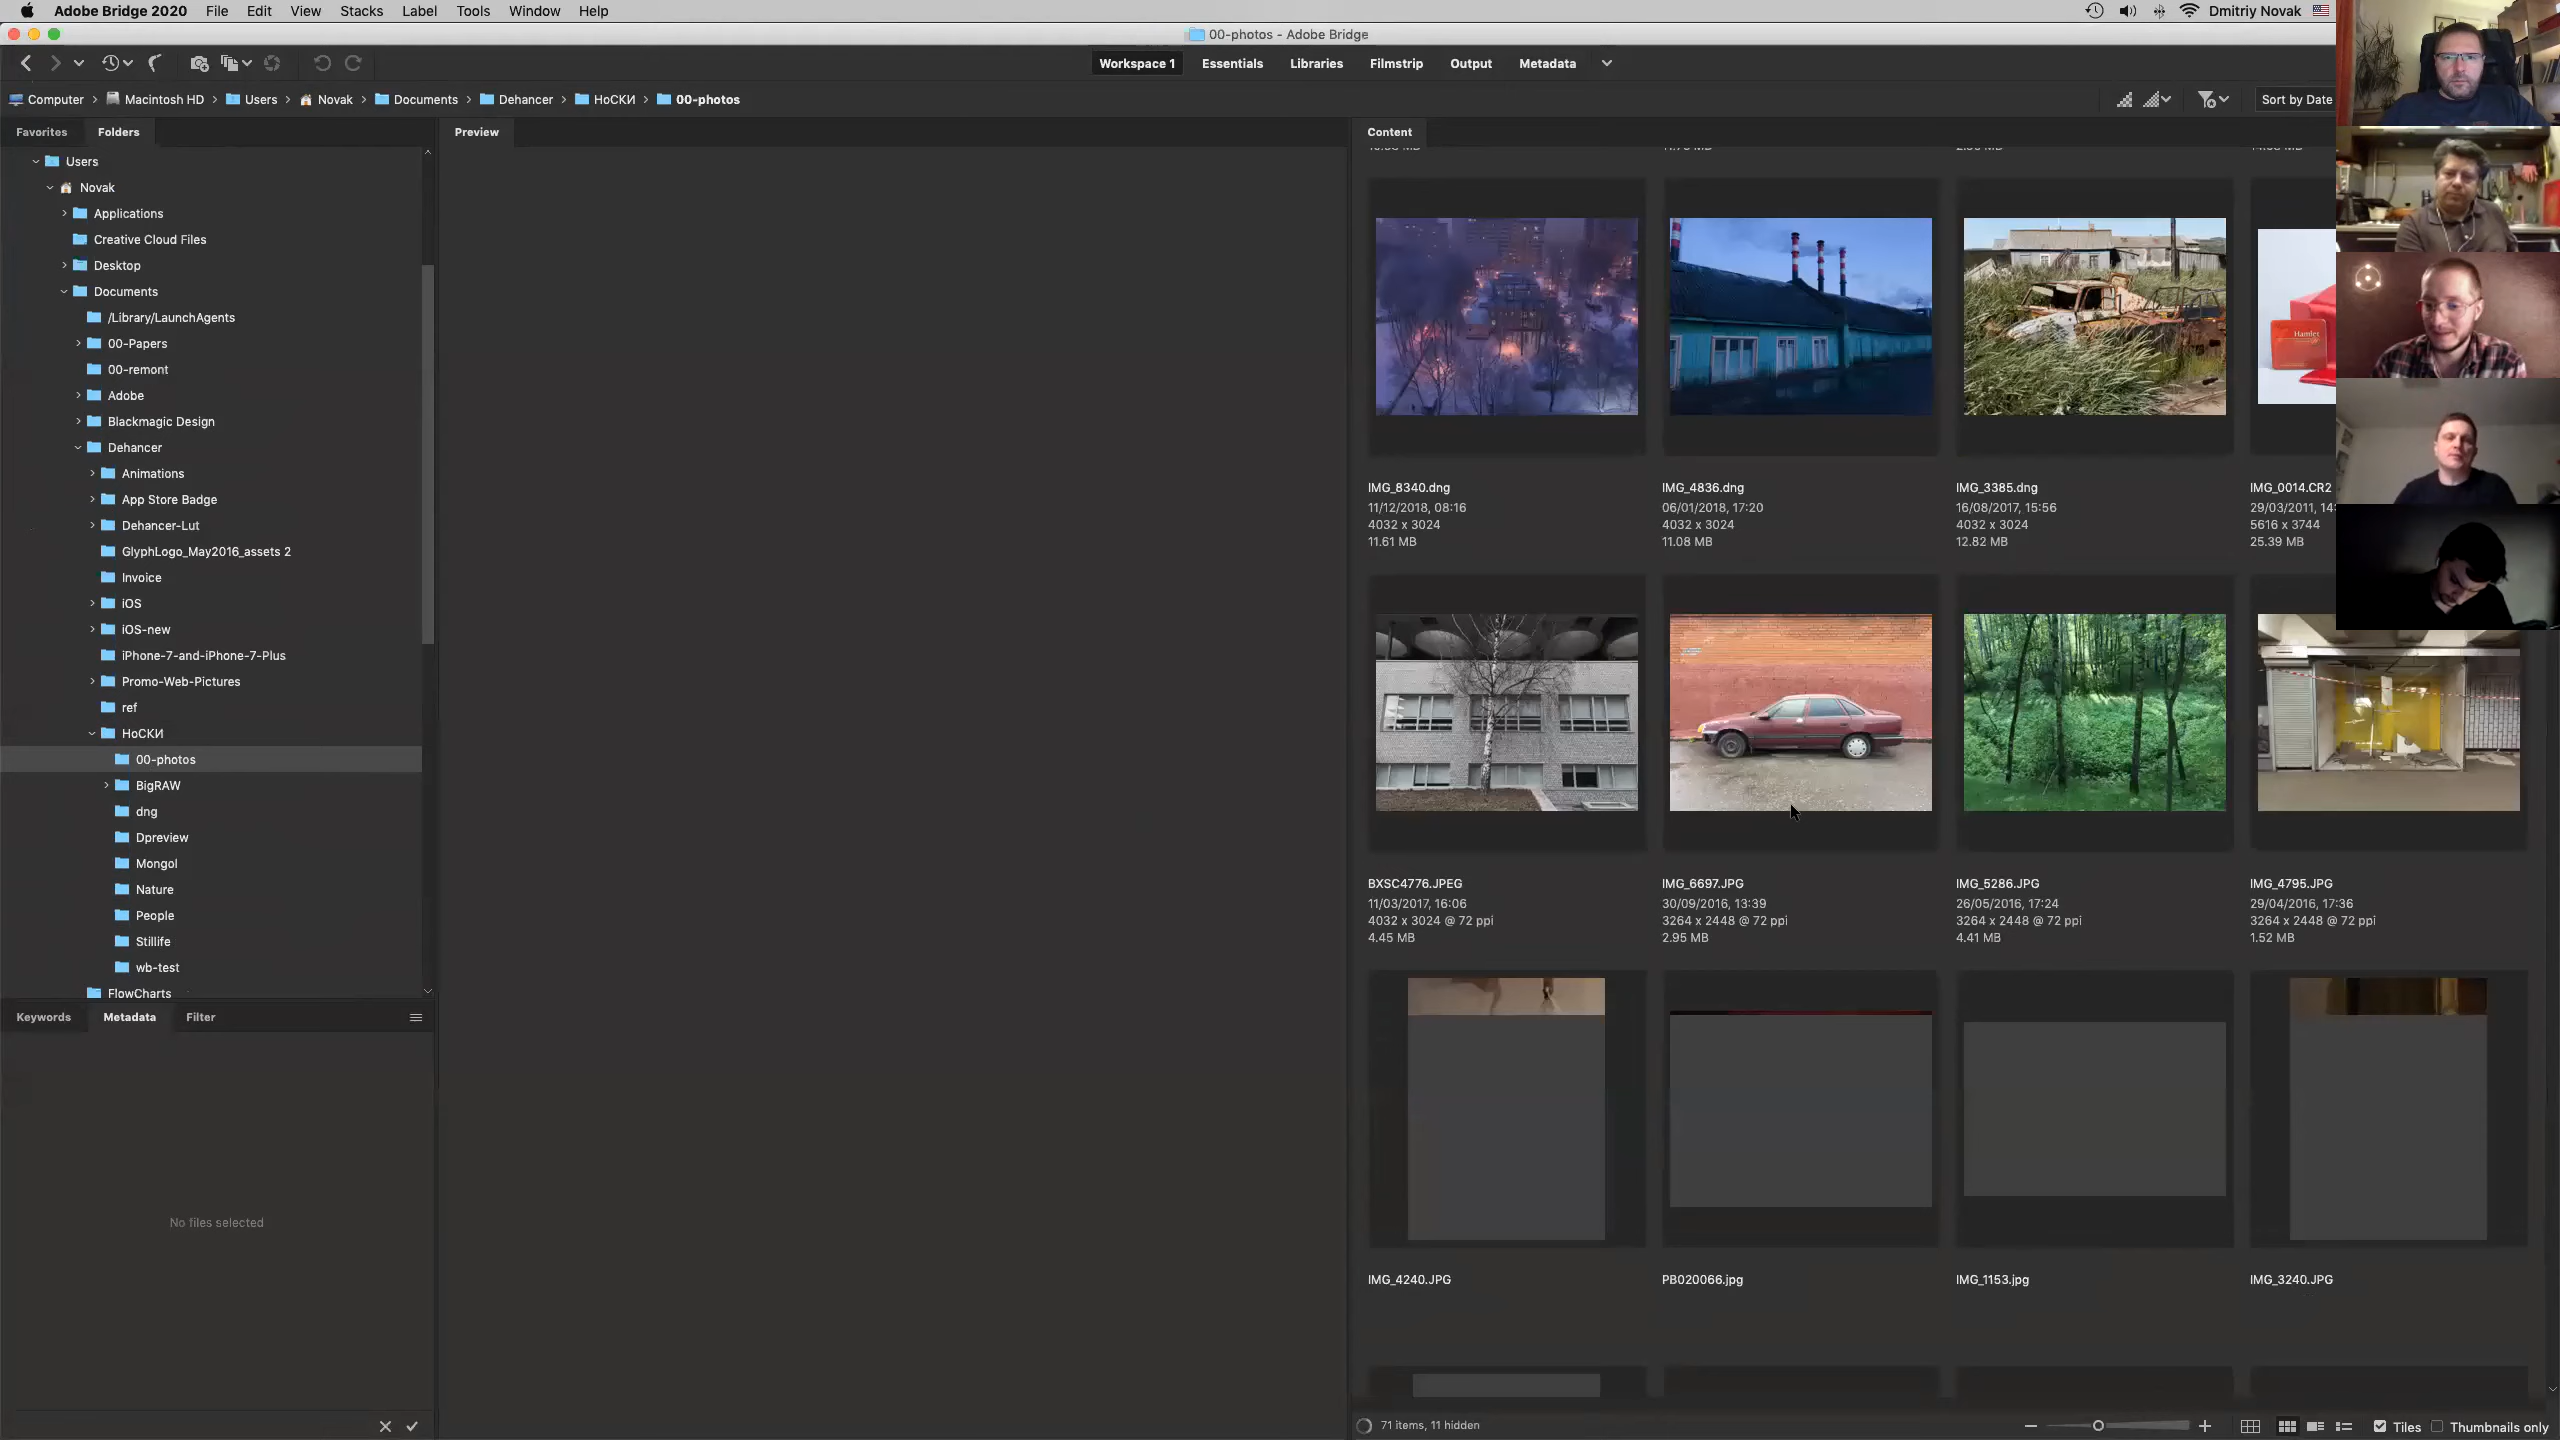 Adobe Bridge 2020 File Edit View Stacks Label Tools Window Help Dmitriy Novak
00-photos - Adobe Bridge
Workspace 1 Essentials Libraries Filmstrip Output Metadata
Computer Macintosh HD Users Novak Documents Dehancer НоСКИ 00-photos Sort by Date
Favorites Folders Preview Content
Users
Novak
Applications
Creative Cloud Files
Desktop
Documents
/Library/LaunchAgents
00-Papers
00-remont
Adobe
Blackmagic Design
Dehancer
Animations
App Store Badge
Dehancer-Lut
GlyphLogo_May2016_assets 2
Invoice
iOS
iOS-new
iPhone-7-and-iPhone-7-Plus
Promo-Web-Pictures
ref
НоСКИ
00-photos
BigRAW
dng
Dpreview
Mongol
Nature
People
Stillife
wb-test
FlowCharts
Keywords Metadata Filter
No files selected
Hamlet
IMG_8340.dng IMG_4836.dng IMG_3385.dng IMG_0014.CR2
11/12/2018, 08:16 06/01/2018, 17:20 16/08/2017, 15:56 29/03/2011,
4032 x 3024 4032 x 3024 4032 x 3024 5616 x 3744
11.61 MB 11.08 MB 12.82 MB 25.39 MB
BXSC4776.JPEG IMG_6697.JPG IMG_5286.JPG IMG_4795.JPG
11/03/2017, 16:06 30/09/2016, 13:39 26/05/2016, 17:24 29/04/2016, 17:36
4032 x 3024 @ 72 ppi 3264 x 2448 @ 72 ppi 3264 x 2448 @ 72 ppi 3264 x 2448 @ 72 ppi
4.45 MB 2.95 MB 4.41 MB 1.52 MB
IMG_4240.JPG PB020066.jpg IMG_1153.jpg IMG_3240.JPG
71 items, 11 hidden Tiles Thumbnails only